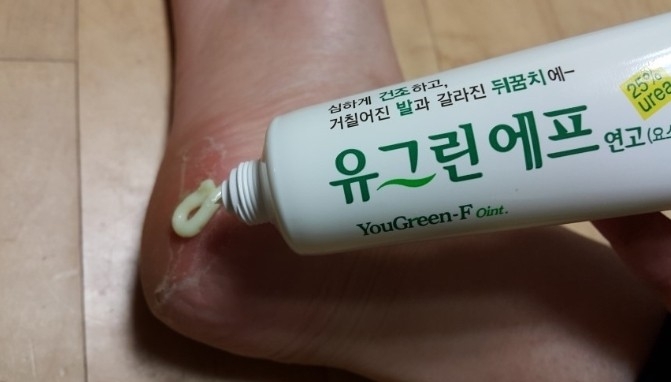 심하게 건조하고,
거칠어진 발과 갈라진 뒤꿈치에-
25%
urea
유그린에프 연고
YouGreen-F Oint.